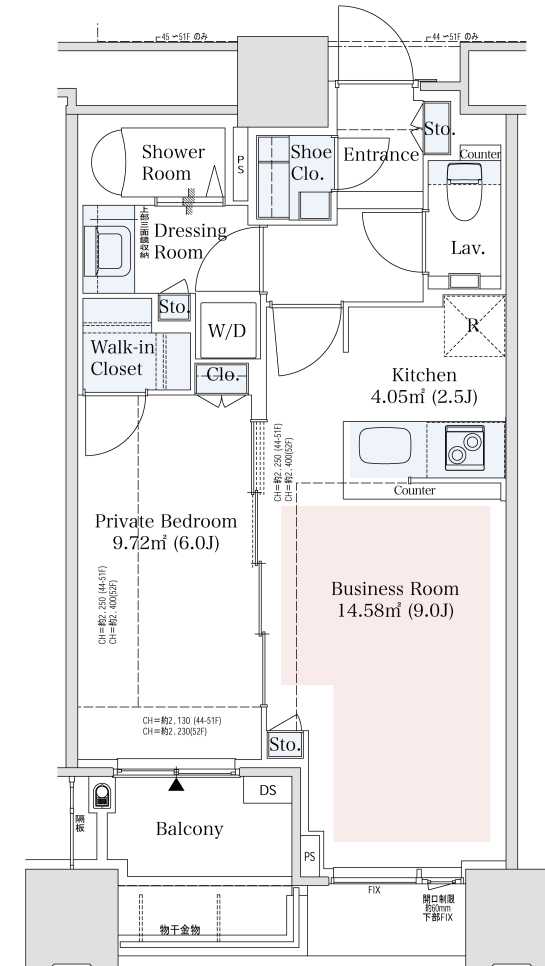 45 〜51F のみ
44 〜51F のみ
Shower
Room
PS
Shoe
Clo.
Entrance
Sto.
Counter
上部三面鏡収納
Dressing
Room
Lav.
Sto.
W/D
R
Walk-in
Closet
Clo.
Kitchen
4.05㎡ (2.5J)
CH＝約2,250 (44-51F)
CH＝約2,400(52F)
Counter
Private Bedroom
9.72㎡ (6.0J)
CH＝約2,250 (44-51F)
CH＝約2,400(52F)
Business Room
14.58㎡ (9.0J)
CH＝約2,130 (44-51F)
CH＝約2,230(52F)
Sto.
DS
隔板
Balcony
PS
FIX
開口制限
約60mm
下部FIX
物干金物